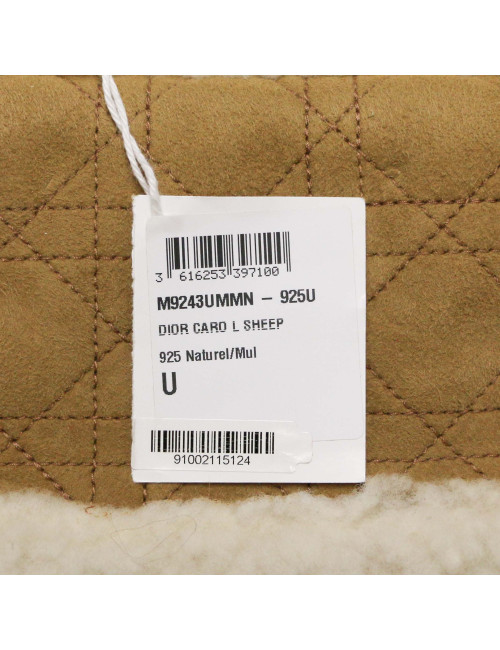 3 616253 397100
M9243UMMN – 925U
DIOR CARO L SHEEP
925 Naturel/Mul
U
91002115124